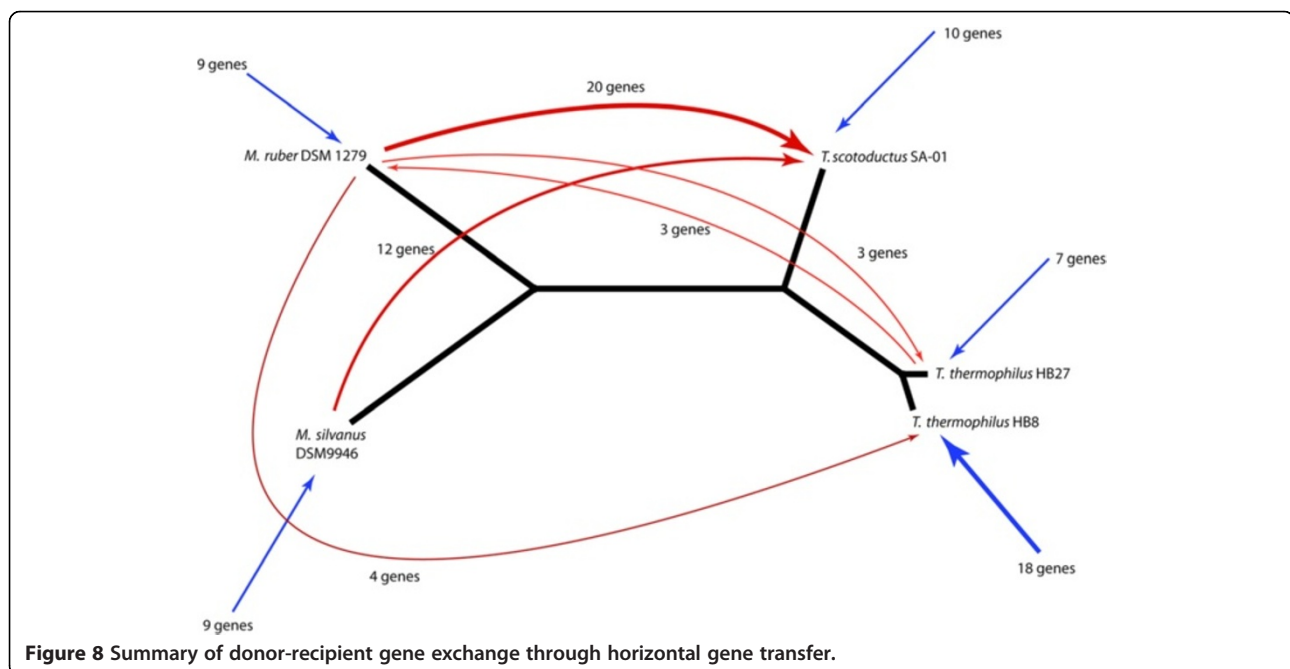 10 genes
9 genes
20 genes
M. ruber DSM 1279
T. scotoductus SA-01
3 genes
12 genes
3 genes
7 genes
T. thermophilus HB27
T. thermophilus HB8
M. silvanus
DSM9946
18 genes
4 genes
9 genes
Figure 8 Summary of donor-recipient gene exchange through horizontal gene transfer.